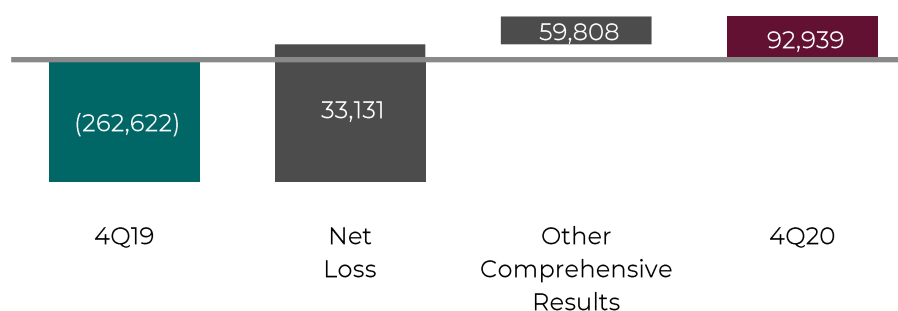 59,808
92,939
33,131
(262,622)
4Q19
Net
Loss
Other
Comprehensive
Results
4Q20